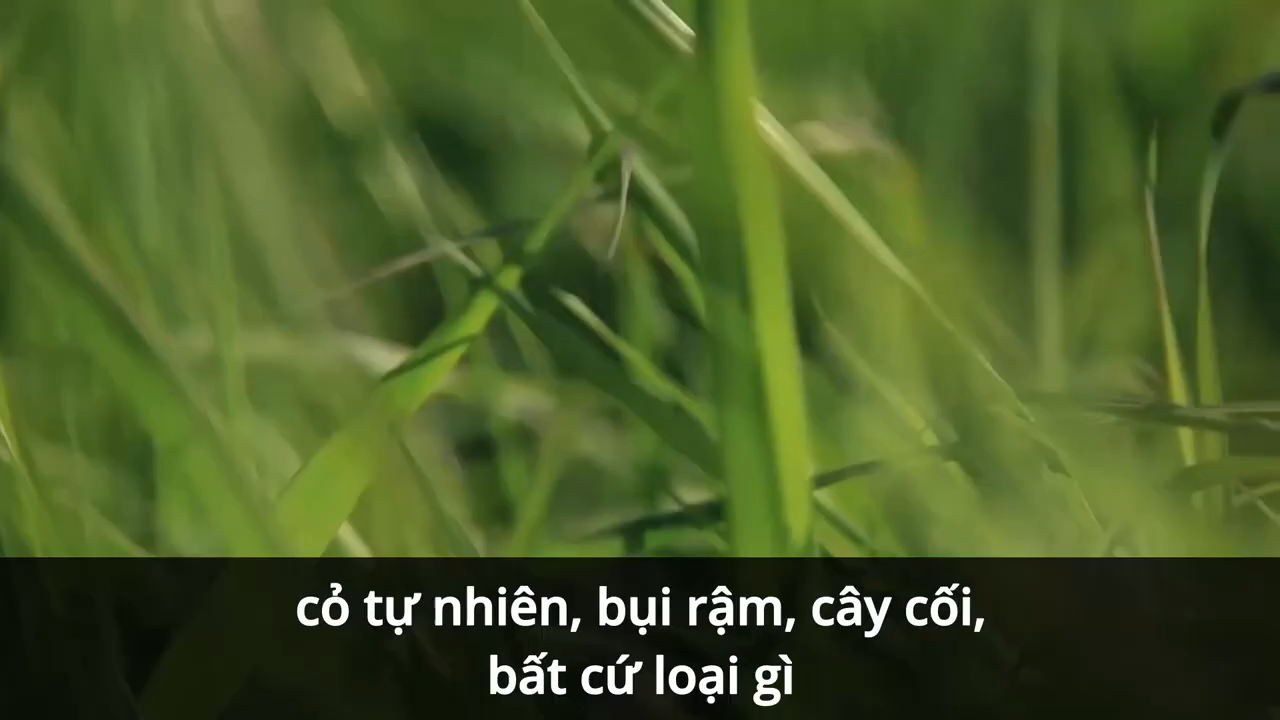 cỏ tự nhiên, bụi rậm, cây cối,
bất cứ loại gì